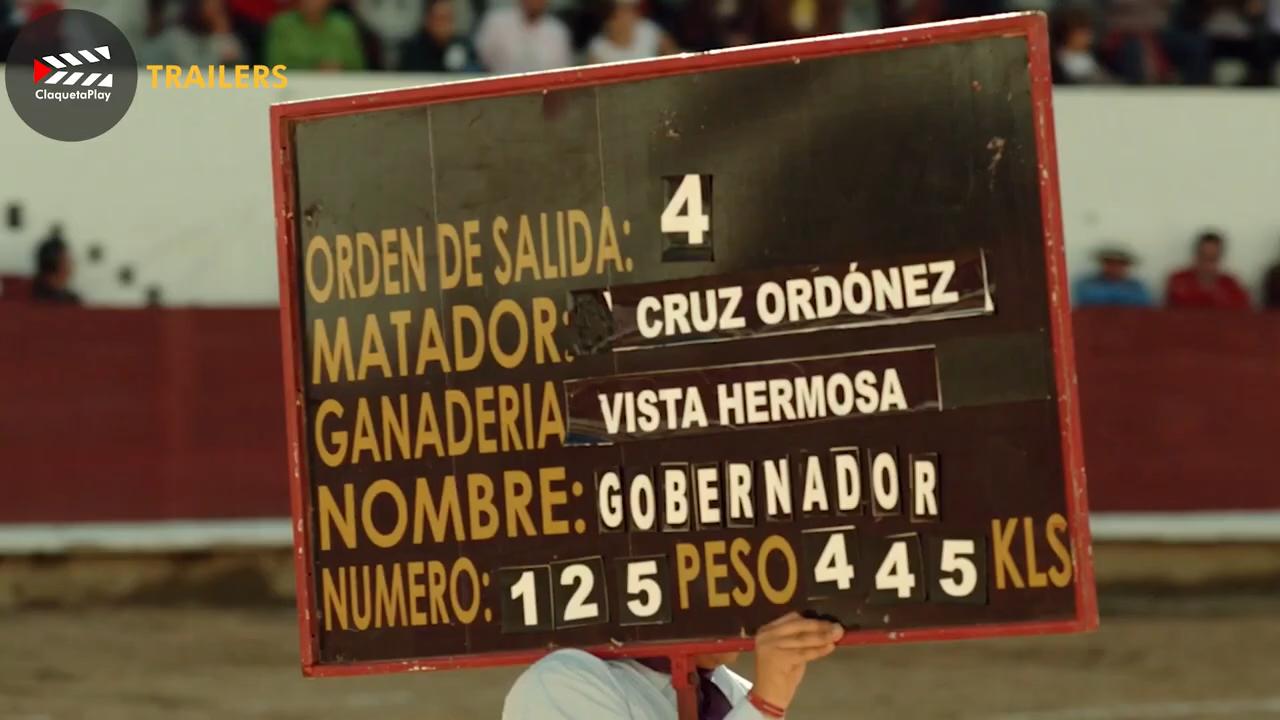 ClaquetaPlay
TRAILERS
ORDEN DE SALIDA: 4
MATADOR: CRUZ ORDÓNEZ
GANADERIA VISTA HERMOSA
NOMBRE: GOBERNADOR
NUMERO: 125 PESO 445 KLS